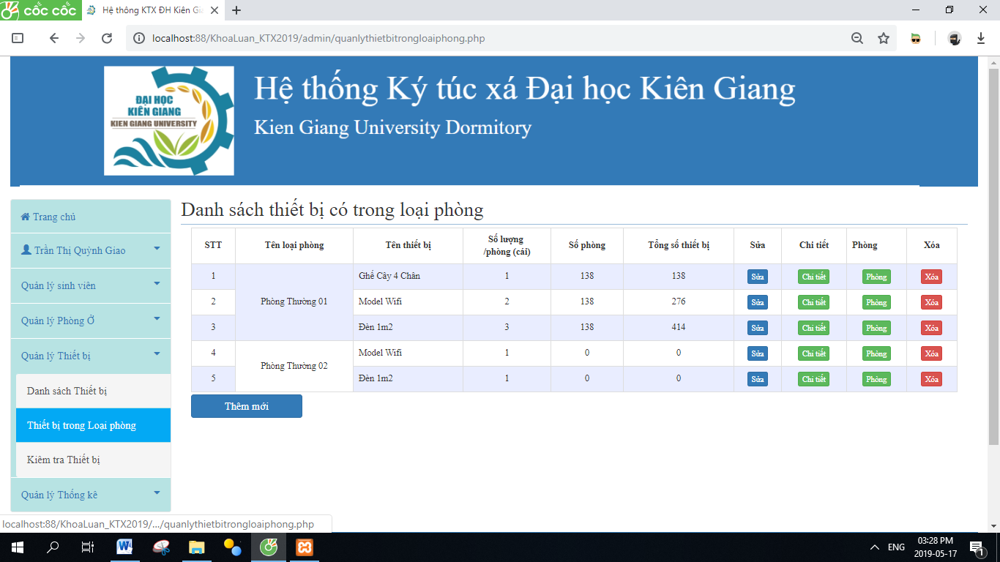 cốc cốc
Hệ thống KTX ĐH Kiên Gia
localhost:88/KhoaLuan_KTX2019/admin/quanlythietbitrongloaiphong.php
ĐẠI HỌC
KIÊN GIANG
KIEN GIANG UNIVERSITY
Hệ thống Ký túc xá Đại học Kiên Giang
Kien Giang University Dormitory
Trang chủ
Trần Thị Quỳnh Giao
Quản lý sinh viên
Quản lý Phòng Ở
Quản lý Thiết bị
Danh sách Thiết bị
Thiết bị trong Loại phòng
Kiểm tra Thiết bị
Quản lý Thống kê
Danh sách thiết bị có trong loại phòng
STT Tên loại phòng Tên thiết bị Số lượng /phòng (cái) Số phòng Tổng số thiết bị Sửa Chi tiết Phòng Xóa
1 Phòng Thường 01 Ghế Cây 4 Chân 1 138 138 Sửa Chi tiết Phòng Xóa
2 Model Wifi 2 138 276 Sửa Chi tiết Phòng Xóa
3 Đèn 1m2 3 138 414 Sửa Chi tiết Phòng Xóa
4 Phòng Thường 02 Model Wifi 1 0 0 Sửa Chi tiết Phòng Xóa
5 Đèn 1m2 1 0 0 Sửa Chi tiết Phòng Xóa
Thêm mới
localhost:88/KhoaLuan_KTX2019/.../quanlythietbitrongloaiphong.php
ENG
03:28 PM
2019-05-17
1